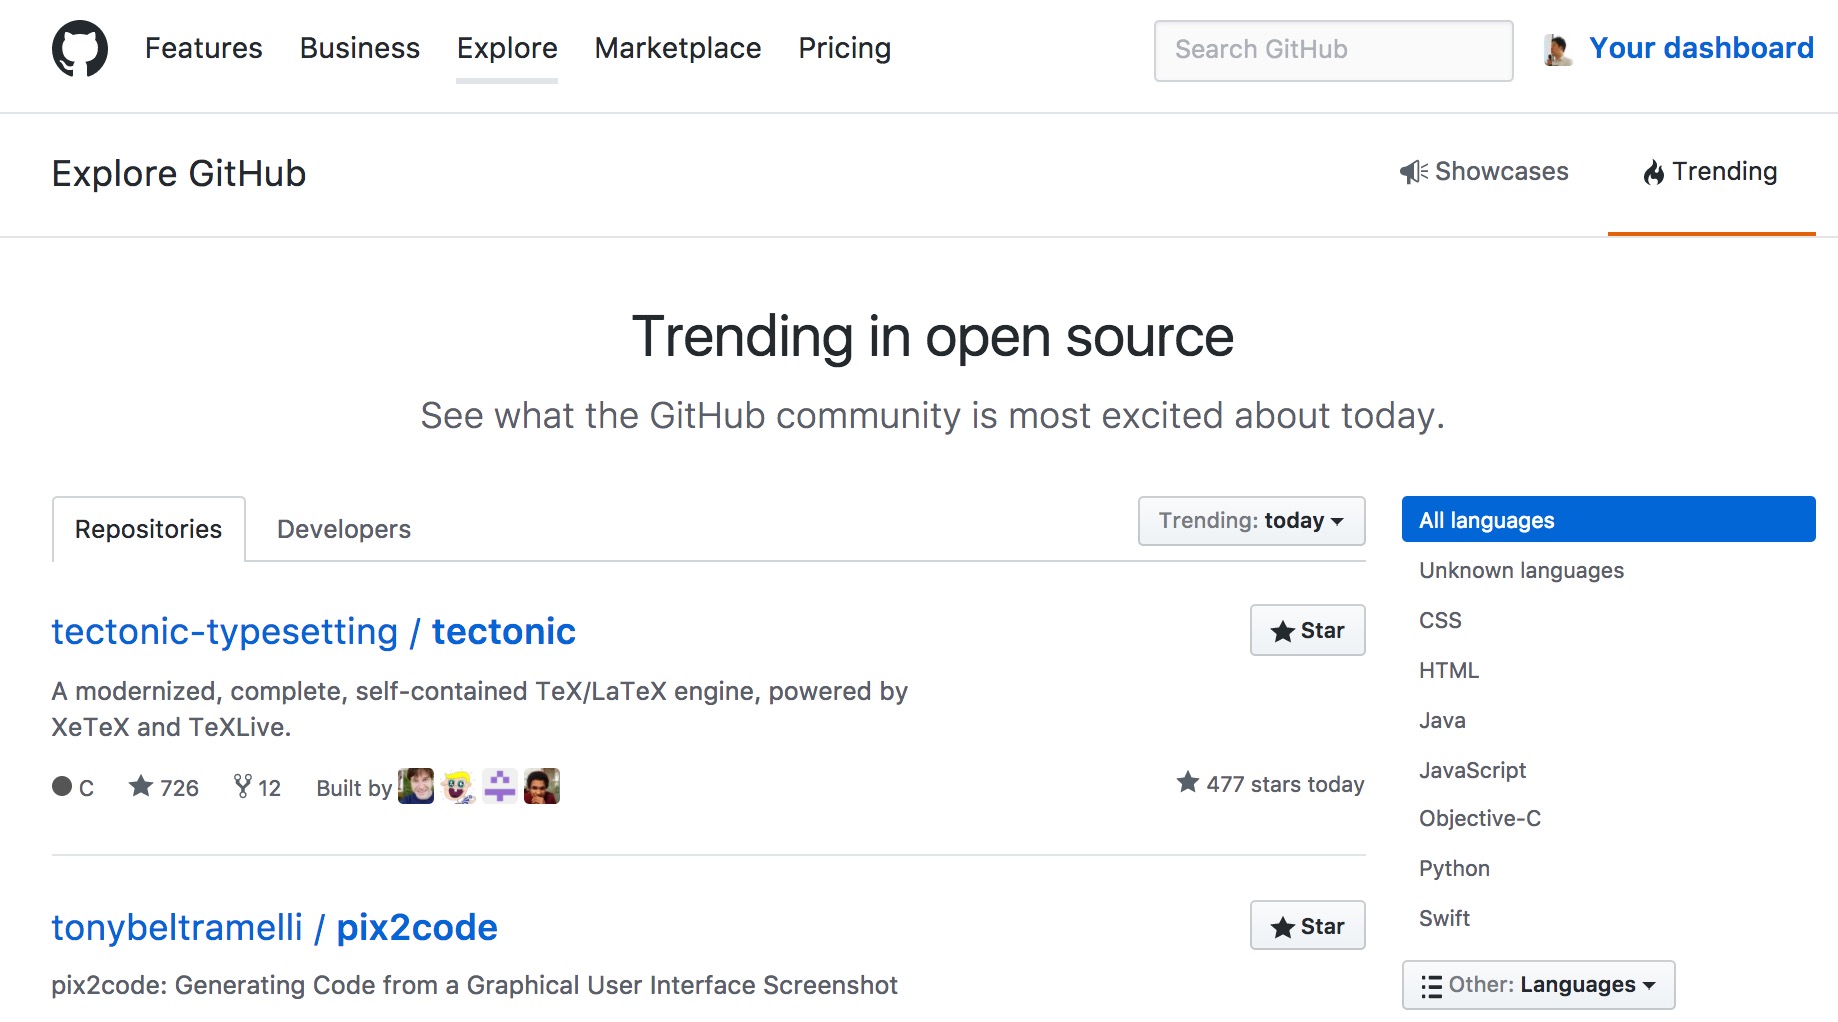 Features Business Explore Marketplace Pricing Search GitHub Your dashboard
Explore GitHub Showcases Trending
Trending in open source
See what the GitHub community is most excited about today.
Repositories Developers Trending: today
tectonic-typesetting / tectonic Star
A modernized, complete, self-contained TeX/LaTeX engine, powered by
XeTeX and TeXLive.
C 726 12 Built by 477 stars today
tonybeltramelli / pix2code Star
pix2code: Generating Code from a Graphical User Interface Screenshot
All languages
Unknown languages
CSS
HTML
Java
JavaScript
Objective-C
Python
Swift
Other: Languages